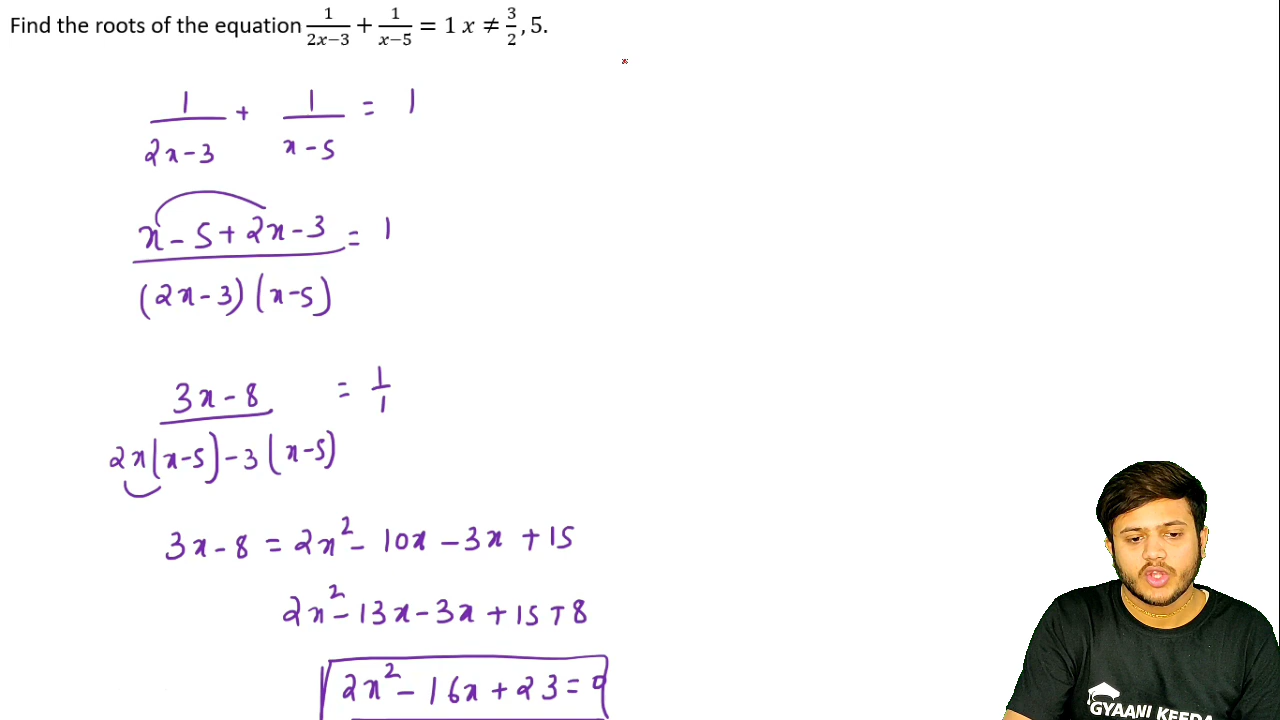 Find the roots of the equation 1/(2x−3) + 1/(x−5) = 1 x ≠ 3/2, 5.
1/(2x-3) + 1/(x-5) = 1
(x-5+2x-3)/((2x-3)(x-5)) = 1
(3x-8)/(2x(x-5)-3(x-5)) = 1/1
3x-8 = 2x²-10x-3x+15
2x²-13x-3x+15+8
2x²-16x+23=0
GYAANI KEEDA